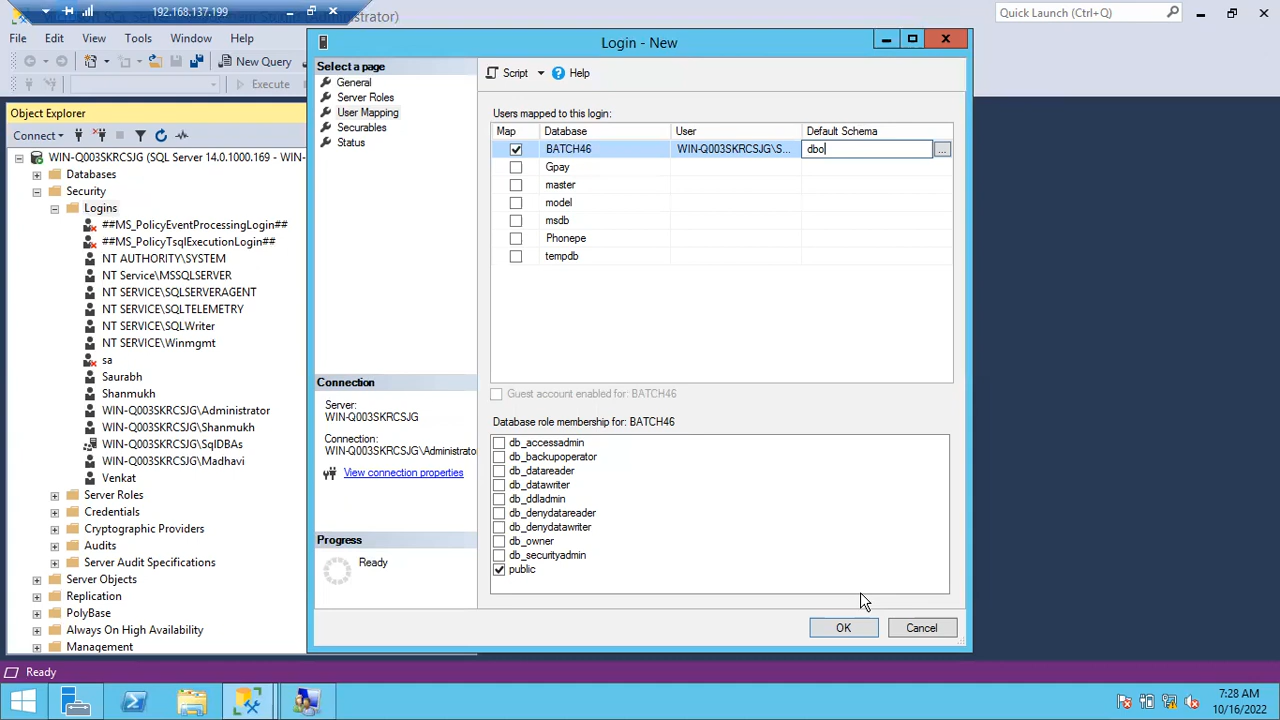 192.168.137.199
Administrator)
Quick Launch (Ctrl+Q)
File Edit View Tools Window Help
New Query
Execute
Object Explorer
Connect
WIN-Q003SKRCSJG (SQL Server 14.0.1000.169 - WIN-
Databases
Security
Logins
##MS_PolicyEventProcessingLogin##
##MS_PolicyTsqlExecutionLogin##
NT AUTHORITY\SYSTEM
NT Service\MSSQLSERVER
NT SERVICE\SQLSERVERAGENT
NT SERVICE\SQLTELEMETRY
NT SERVICE\SQLWriter
NT SERVICE\Winmgmt
sa
Saurabh
Shanmukh
WIN-Q003SKRCSJG\Administrator
WIN-Q003SKRCSJG\Shanmukh
WIN-Q003SKRCSJG\SqlDBAs
WIN-Q003SKRCSJG\Madhavi
Venkat
Server Roles
Credentials
Cryptographic Providers
Audits
Server Audit Specifications
Server Objects
Replication
PolyBase
Always On High Availability
Management
Ready
Login - New
Select a page
General
Server Roles
User Mapping
Securables
Status
Connection
Server:
WIN-Q003SKRCSJG
Connection:
WIN-Q003SKRCSJG\Administrator
View connection properties
Progress
Ready
Script Help
Users mapped to this login:
Map Database User Default Schema
BATCH46 WIN-Q003SKRCSJG\S... dbo ...
Gpay
master
model
msdb
Phonepe
tempdb
Guest account enabled for: BATCH46
Database role membership for: BATCH46
db_accessadmin
db_backupoperator
db_datareader
db_datawriter
db_ddladmin
db_denydatareader
db_denydatawriter
db_owner
db_securityadmin
public
OK Cancel
7:28 AM
10/16/2022